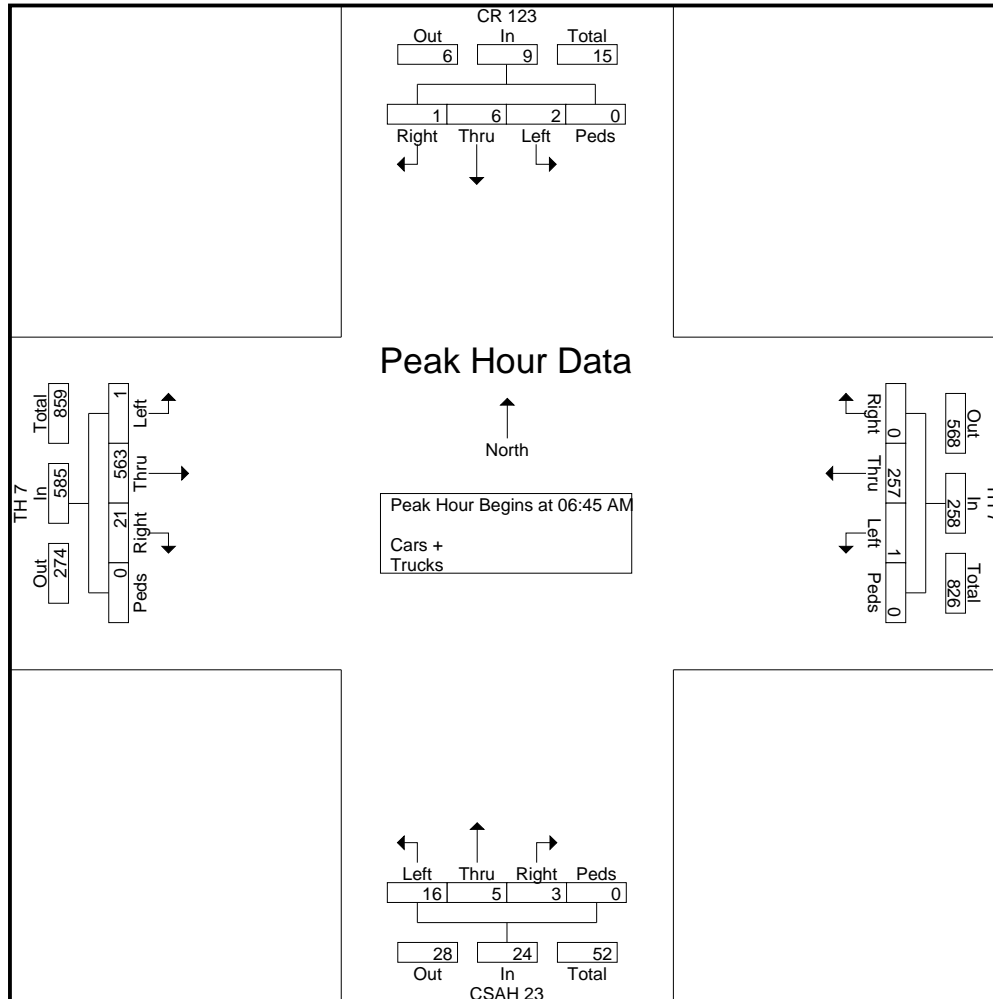 CR 123
Out In Total
6 9 15
1 6 2 0
Right Thru Left Peds
Peak Hour Data
North
Peak Hour Begins at 06:45 AM
Cars +
Trucks
TH 7
Total In Out
859 585 274
1 563 21 0
Left Thru Right Peds
TH 7
Out In Total
568 258 826
0 257 1 0
Right Thru Left Peds
Left Thru Right Peds
16 5 3 0
28 24 52
Out In Total
CSAH 23